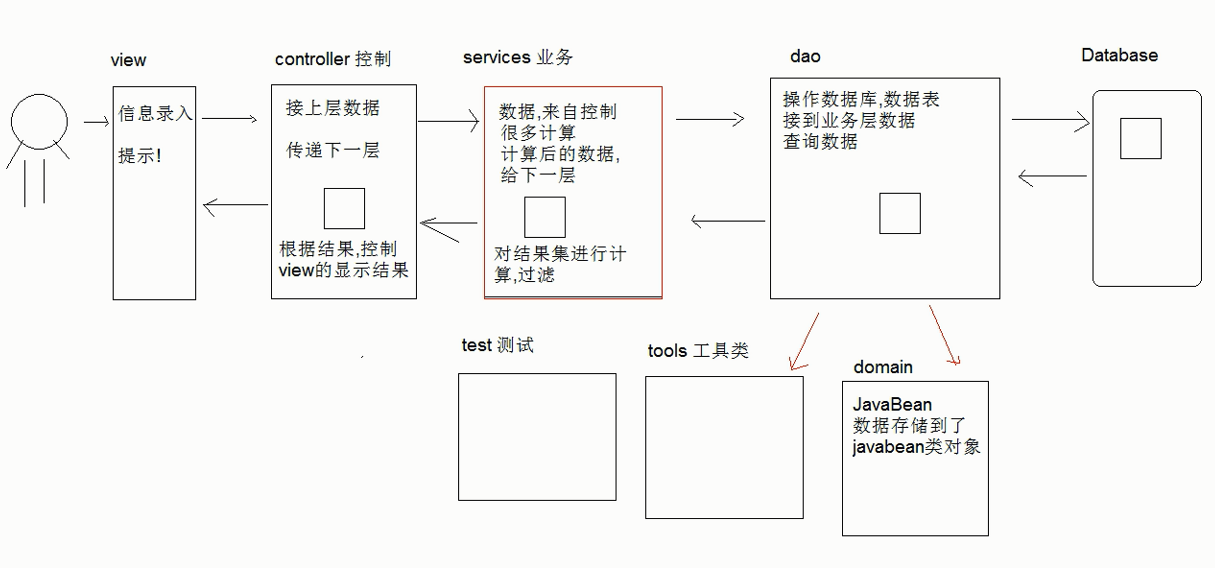 view
信息录入
提示!
controller 控制
接上层数据
传递下一层
根据结果,控制
view的显示结果
services 业务
数据,来自控制
很多计算
计算后的数据,
给下一层
对结果集进行计
算,过滤
dao
操作数据库,数据表
接到业务层数据
查询数据
Database
test 测试
tools 工具类
domain
JavaBean
数据存储到了
javabean类对象